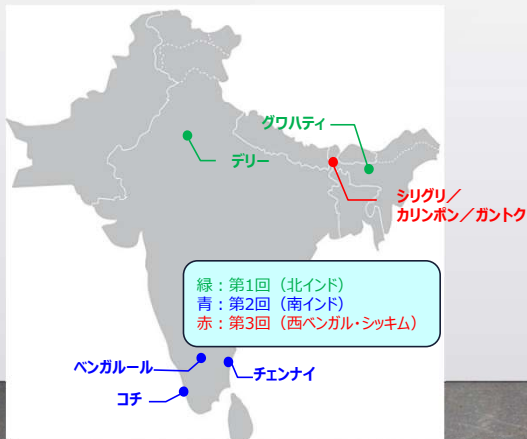 グワハティ
デリー
シリグリ／
カリンポン／ガントク
緑：第1回（北インド）
青：第2回（南インド）
赤：第3回（西ベンガル・シッキム）
ベンガルール
チェンナイ
コチ